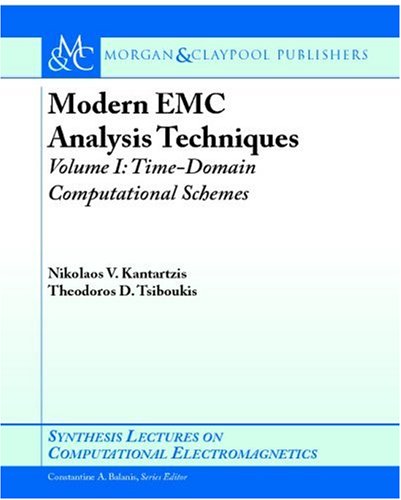 M&C
MORGAN&CLAYPOOL PUBLISHERS
Modern EMC
Analysis Techniques
Volume I: Time-Domain
Computational Schemes
Nikolaos V. Kantartzis
Theodoros D. Tsiboukis
SYNTHESIS LECTURES ON
COMPUTATIONAL ELECTROMAGNETICS
Constantine A. Balanis, Series Editor